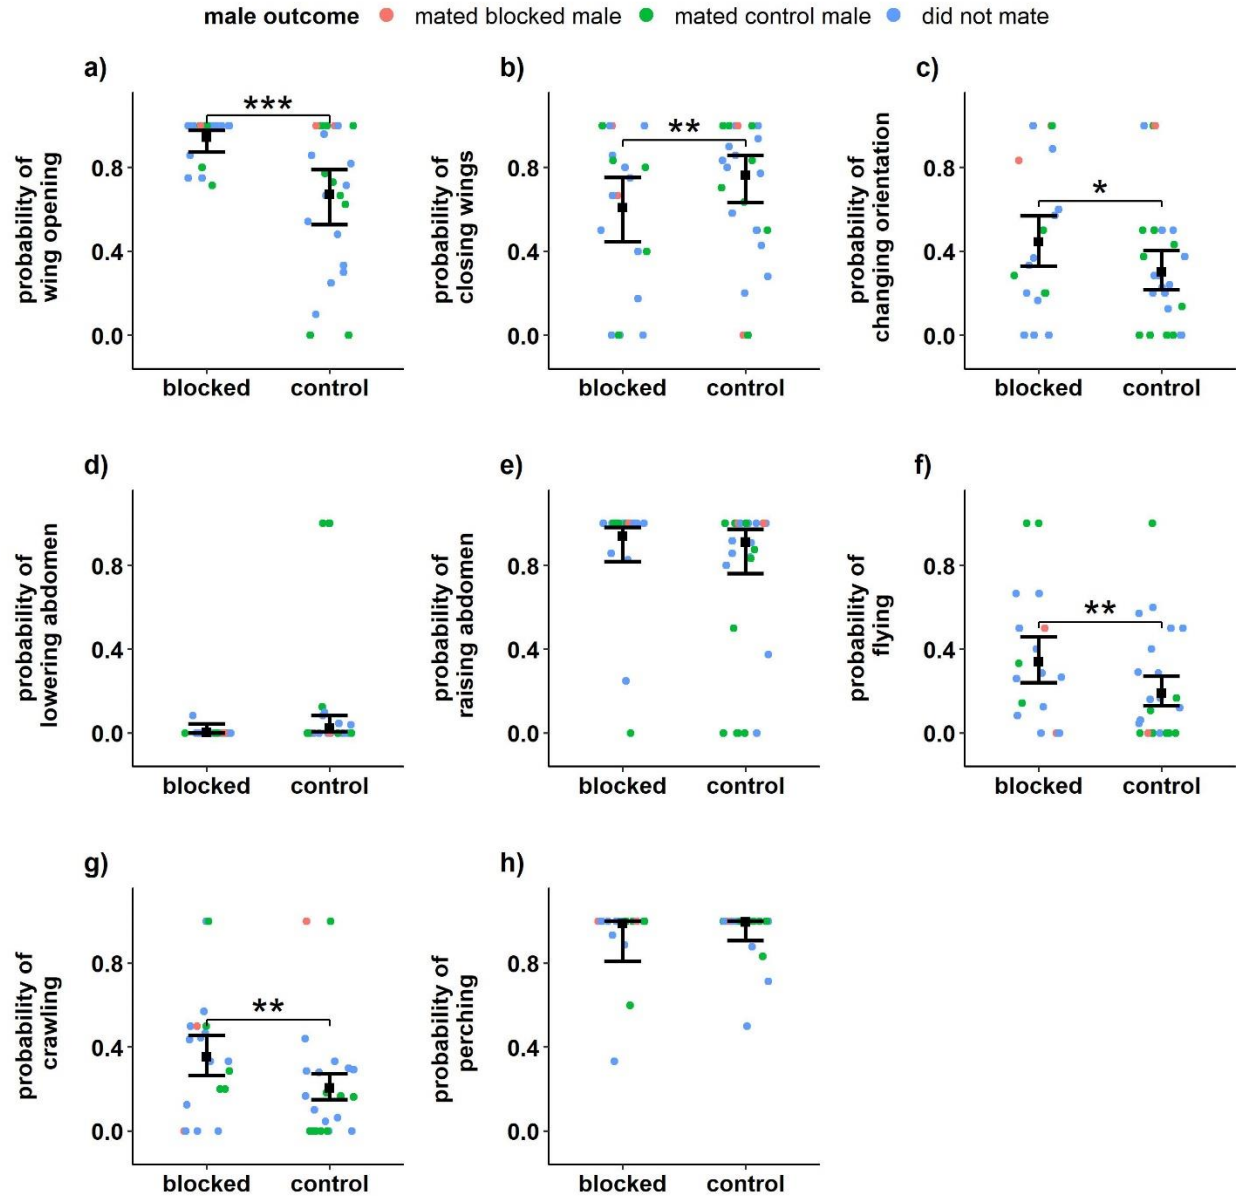 male outcome mated blocked male mated control male did not mate
a)
probability of
wing opening
0.8
0.4
0.0
***
blocked control
b)
probability of
closing wings
0.8
0.4
0.0
**
blocked control
c)
probability of
changing orientation
0.8
0.4
0.0
*
blocked control
d)
probability of
lowering abdomen
0.8
0.4
0.0
blocked control
e)
probability of
raising abdomen
0.8
0.4
0.0
blocked control
f)
probability of
flying
0.8
0.4
0.0
**
blocked control
g)
probability of
crawling
0.8
0.4
0.0
**
blocked control
h)
probability of
perching
0.8
0.4
0.0
blocked control